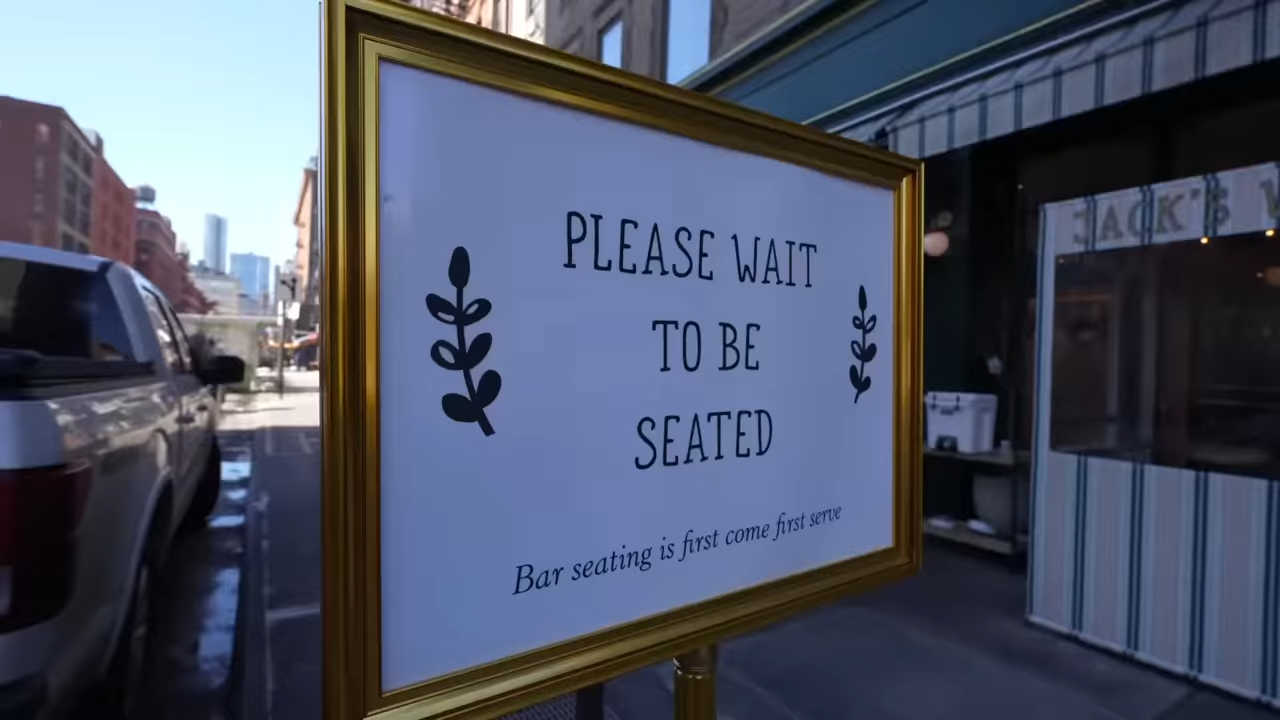 PLEASE WAIT
TO BE
SEATED
Bar seating is first come first serve
JACK'S